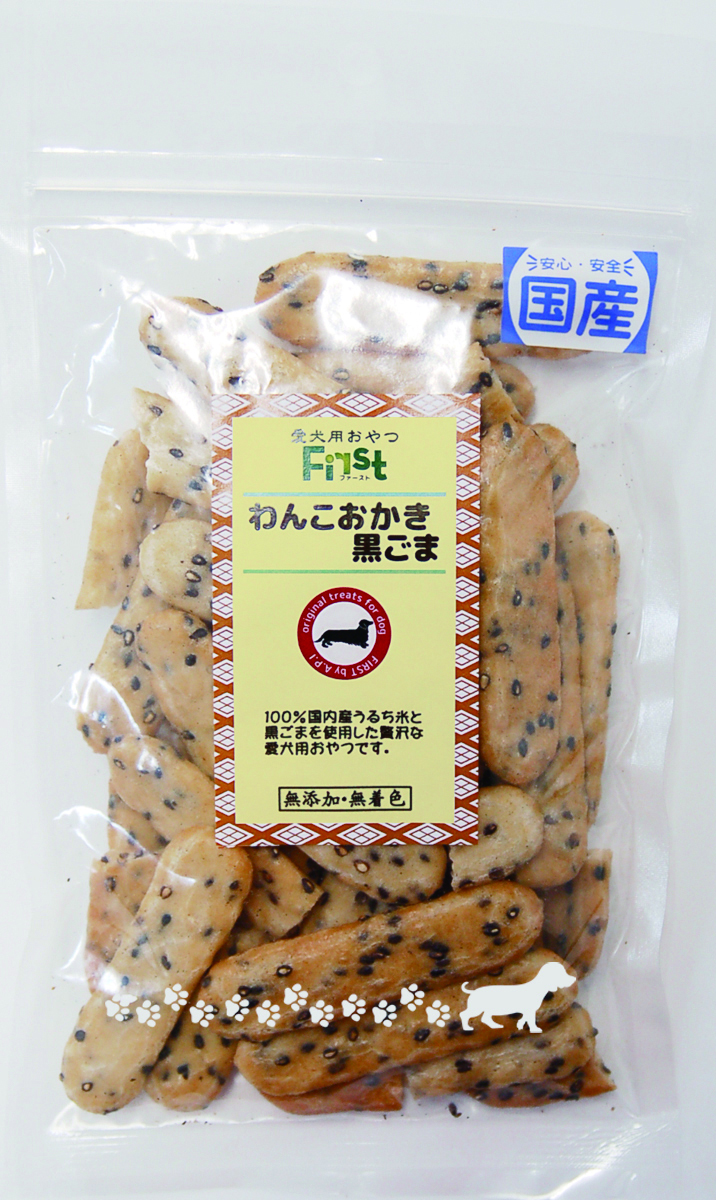 安心・安全
国産
愛犬用おやつ
First
ファースト
わんこおかき
黒ごま
original treats for dog
FIRST by A.P.I
100%国内産うるち米と
黒ごまを使用した贅沢な
愛犬用おやつです。
無添加・無着色